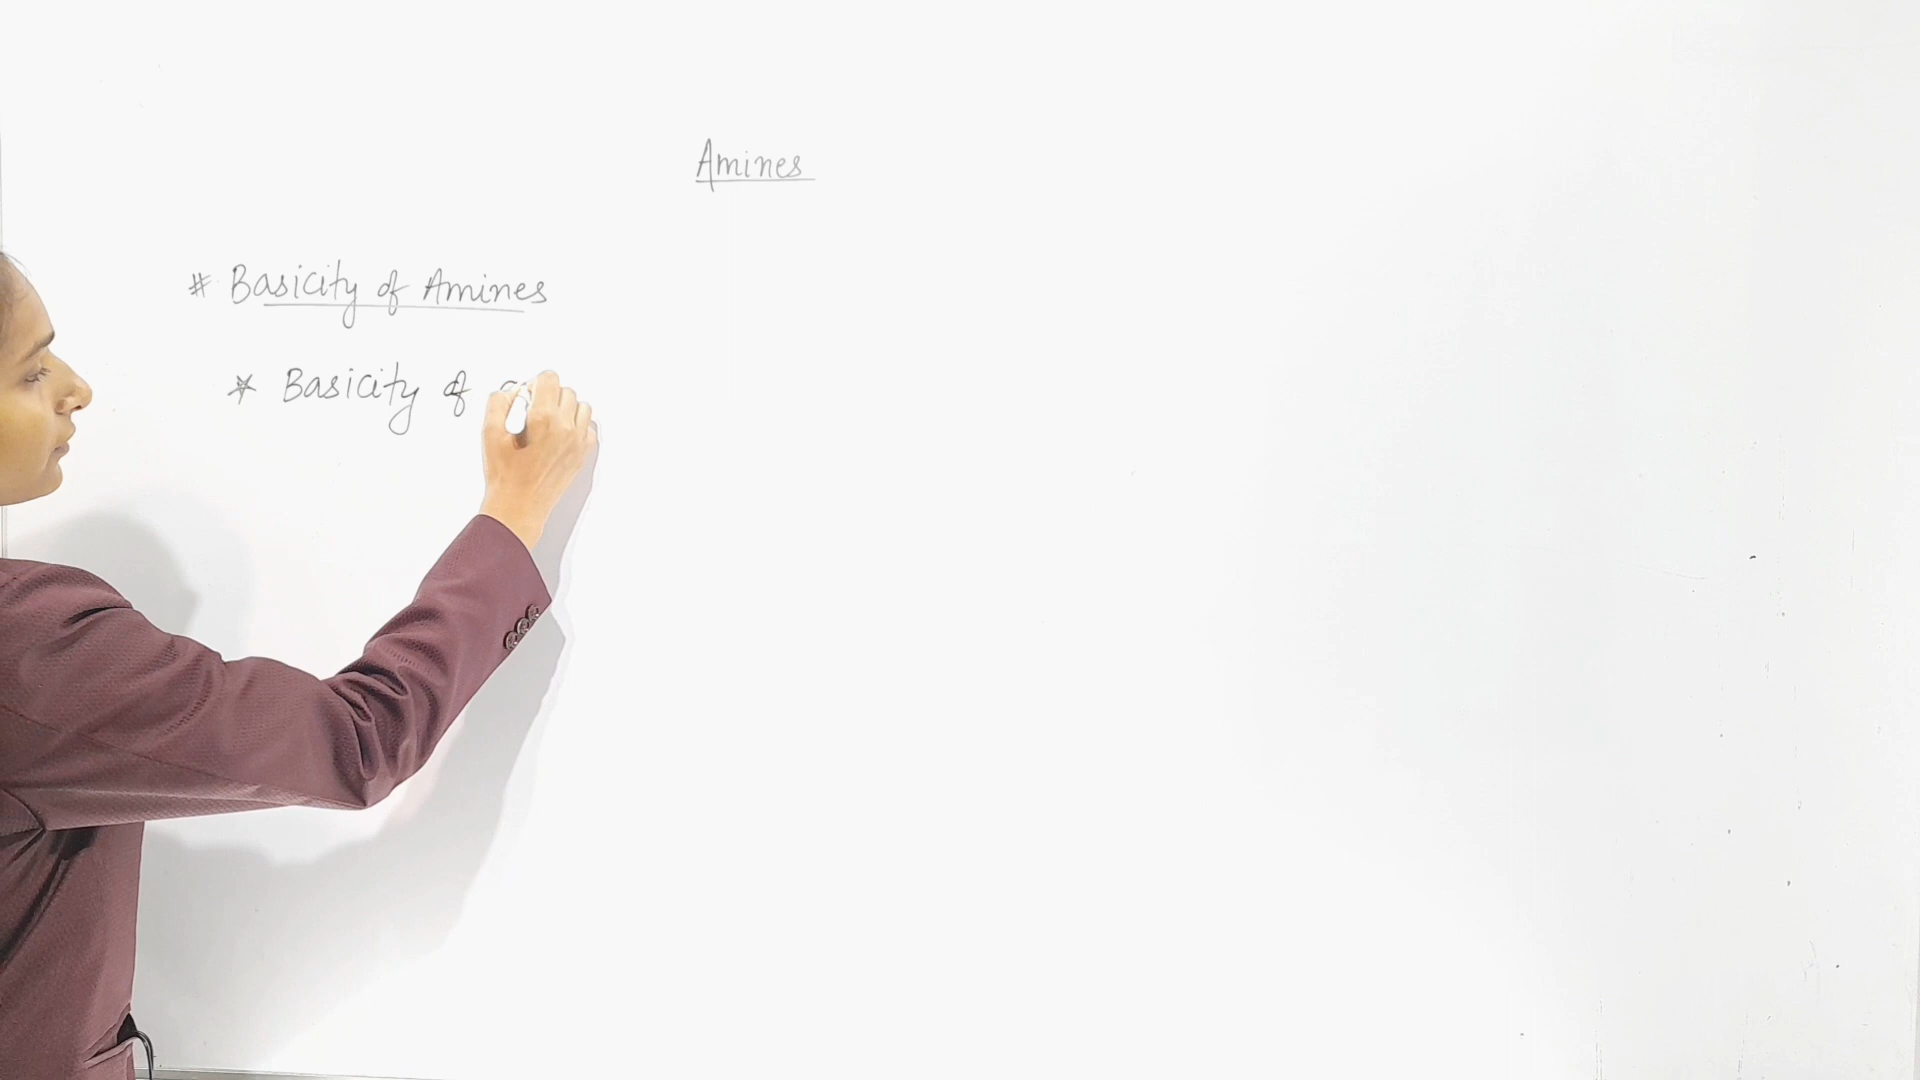 Amines
# Basicity of Amines
* Basicity of